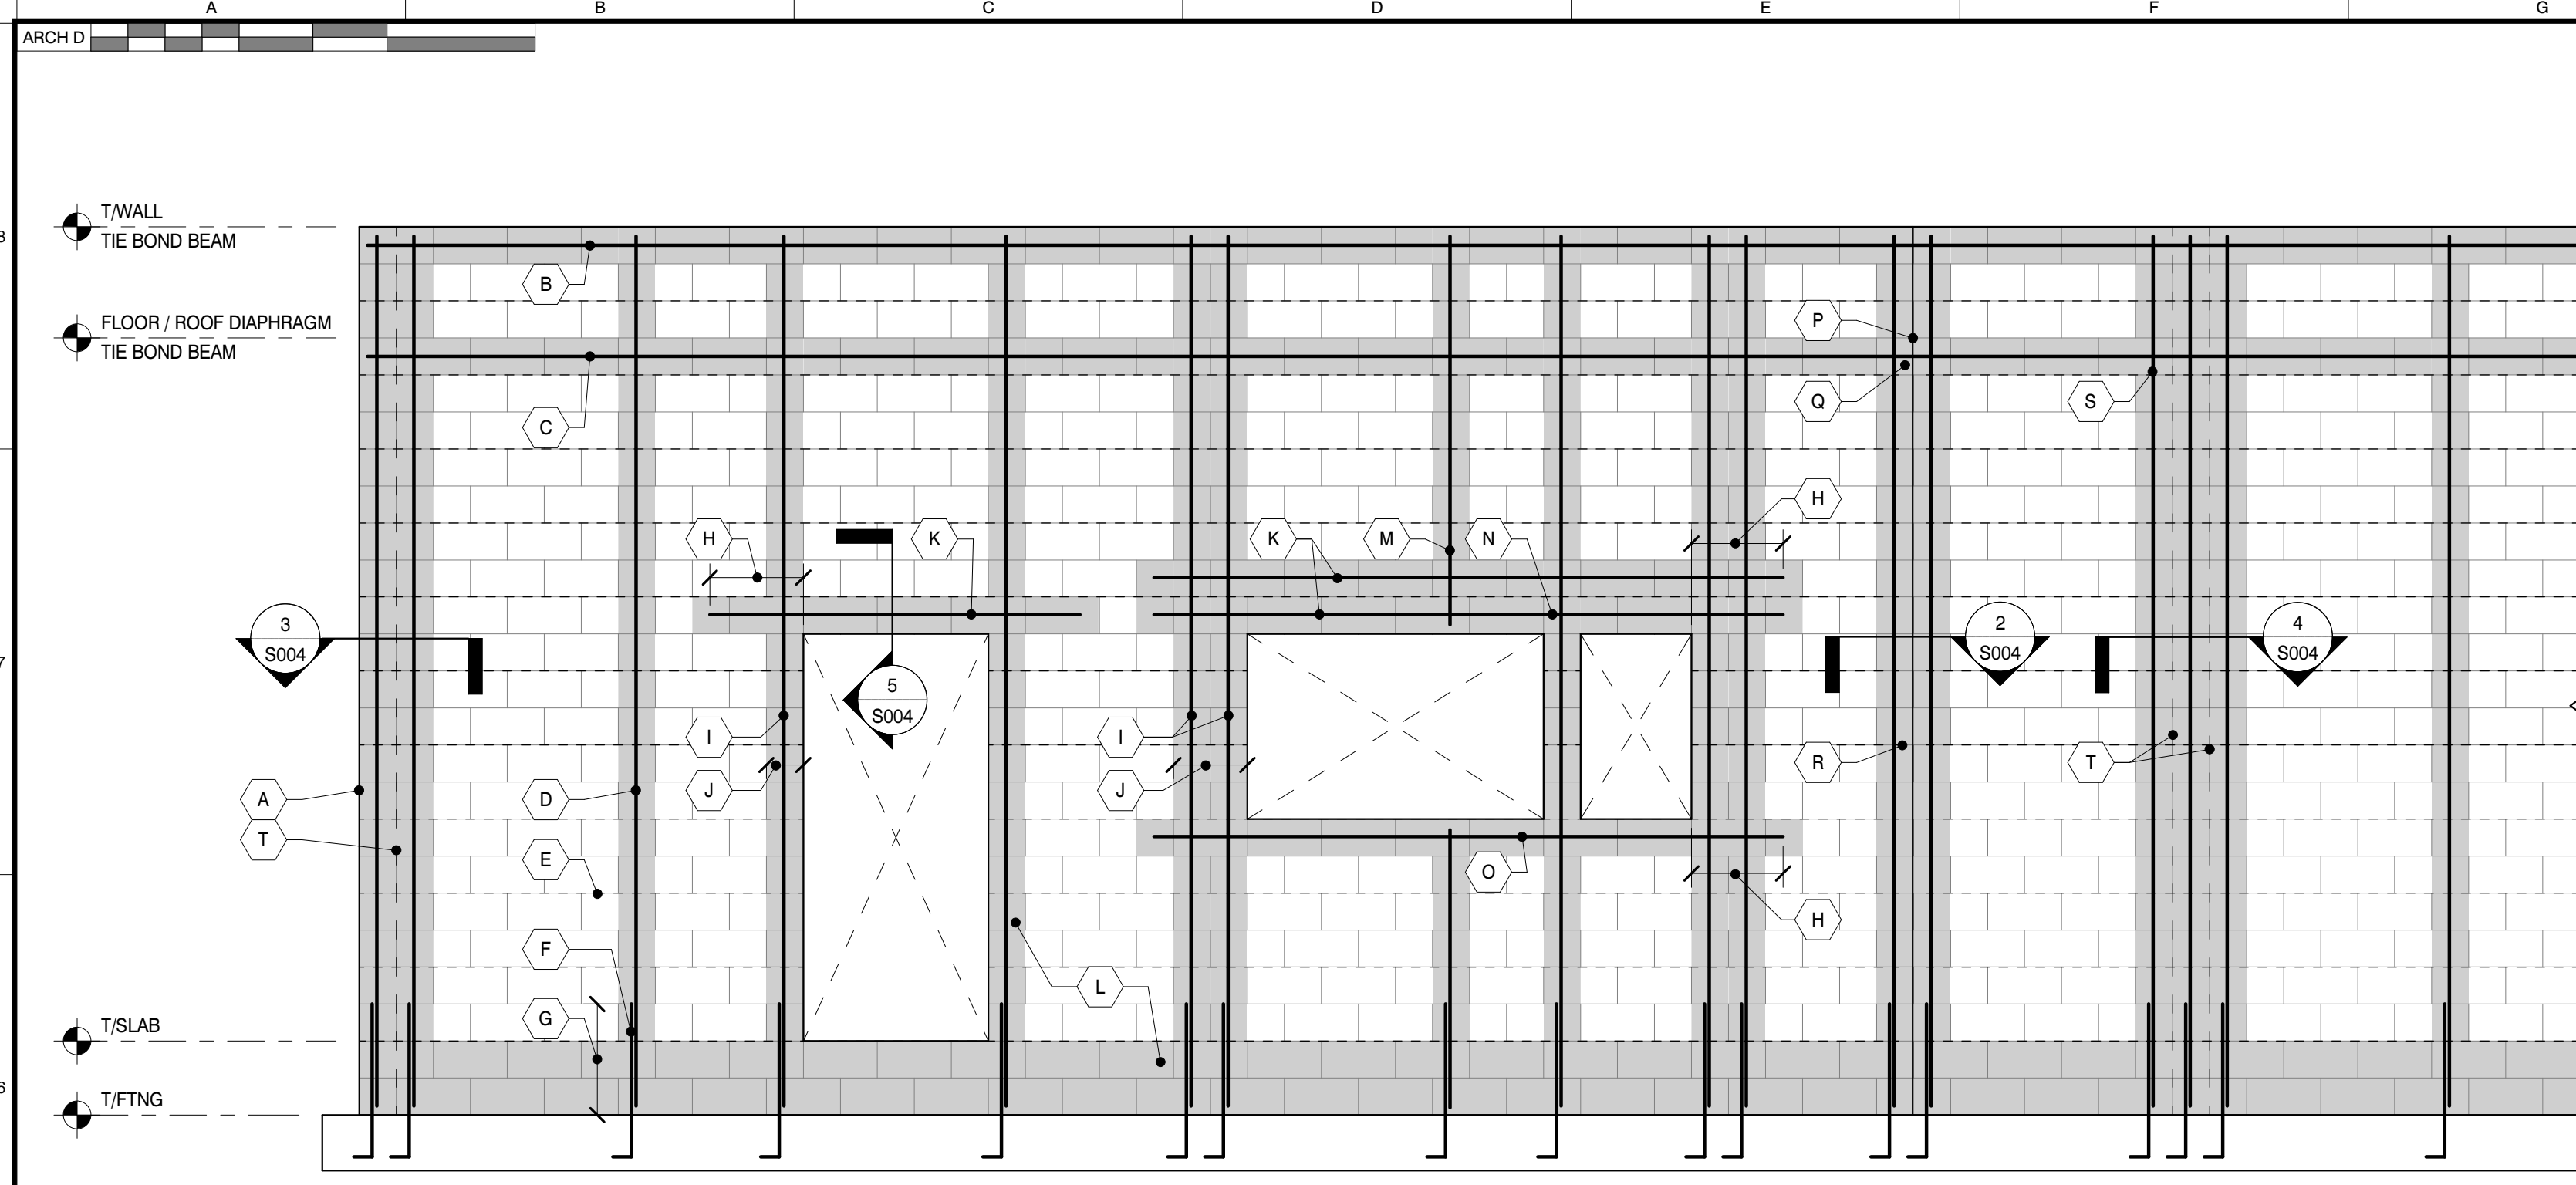 A B C D E F G
ARCH D
T/WALL
TIE BOND BEAM
B
FLOOR / ROOF DIAPHRAGM
TIE BOND BEAM
P
C
Q
S
H
H
K
K
M
N
3
S004
2
S004
4
S004
5
S004
I
I
J
J
R
T
A
D
T
E
O
F
H
L
G
T/SLAB
T/FTNG
7